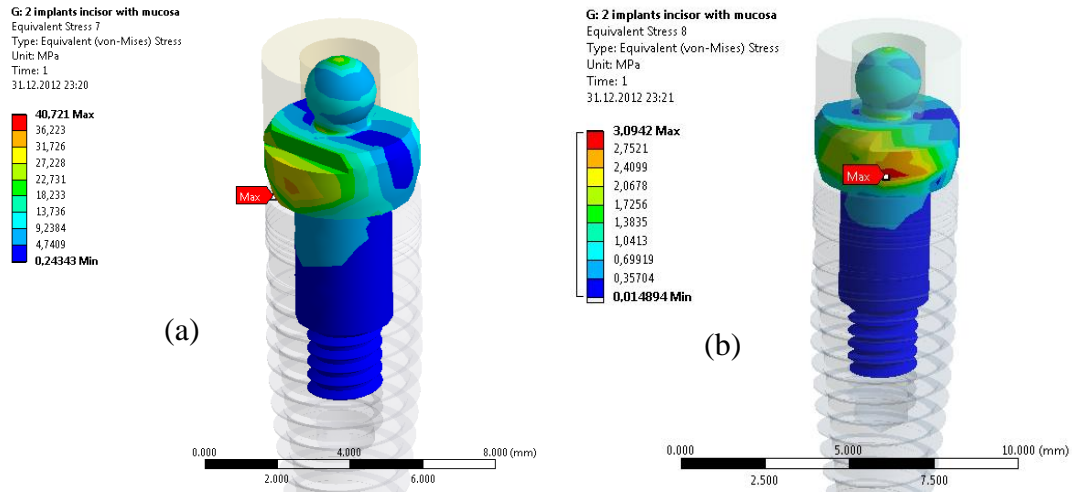 G: 2 implants incisor with mucosa
Equivalent Stress 7
Type: Equivalent (von-Mises) Stress
Unit: MPa
Time: 1
31.12.2012 23:20
40,721 Max
36,223
31,726
27,228
22,731
18,233
13,736
9,2384
4,7409
0,24343 Min
Max
(a)
0.000
4.000
8.000 (mm)
2.000
6.000
G: 2 implants incisor with mucosa
Equivalent Stress 8
Type: Equivalent (von-Mises) Stress
Unit: MPa
Time: 1
31.12.2012 23:21
3,0942 Max
2,7521
2,4099
2,0678
1,7256
1,3835
1,0413
0,69919
0,35704
0,014894 Min
Max
(b)
0.000
5.000
10.000 (mm)
2.500
7.500